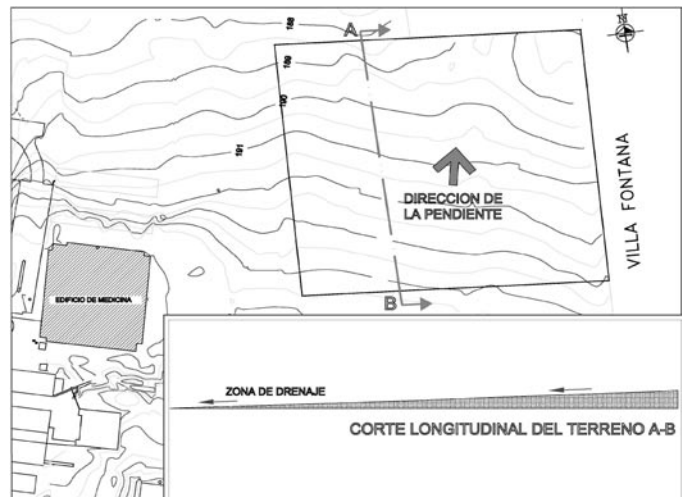 188
A
N
189
190
191
DIRECCION DE
LA PENDIENTE
VILLA FONTANA
EDIFICIO DE MEDICINA
B
ZONA DE DRENAJE
CORTE LONGITUDINAL DEL TERRENO A-B